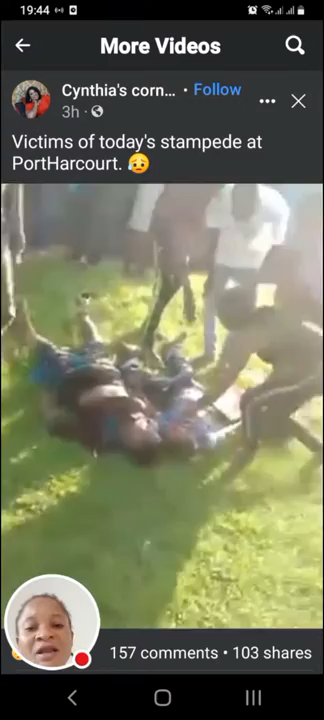 19:44
More Videos
Cynthia's corn... · Follow
3h ·
Victims of today's stampede at
PortHarcourt. 😥
157 comments • 103 shares